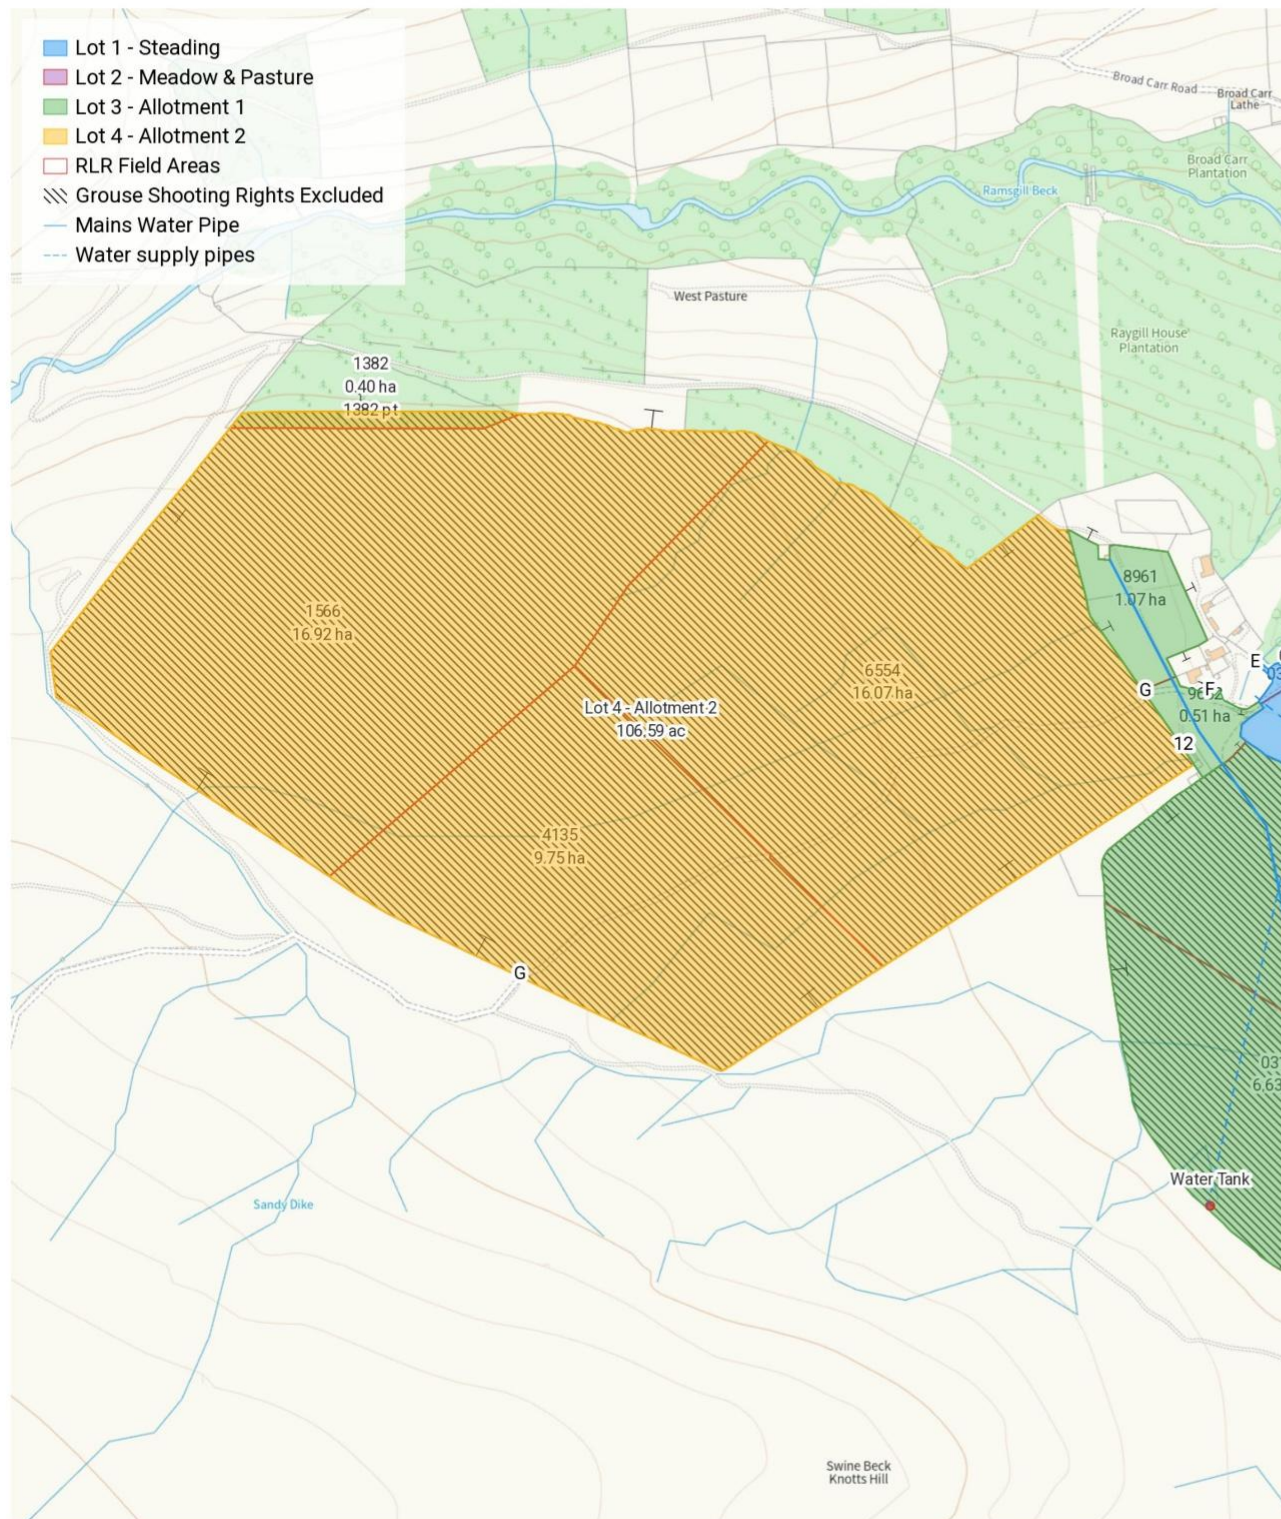 Lot 1 - Steading
Lot 2 - Meadow & Pasture
Lot 3 - Allotment 1
Lot 4 - Allotment 2
RLR Field Areas
Grouse Shooting Rights Excluded
Mains Water Pipe
Water supply pipes
Broad Carr Road
Broad Carr
Lathe
Broad Carr
Plantation
Ramsgill Beck
West Pasture
Raygill House
Plantation
1382
0.40 ha
1382 pt
8961
1.07 ha
1566
16.92 ha
6554
16.07 ha
E
G
F
0.51 ha
Lot 4 - Allotment 2
106.59 ac
12
4135
9.75 ha
G
03
6.63
Water Tank
Sandy Dike
Swine Beck
Knotts Hill